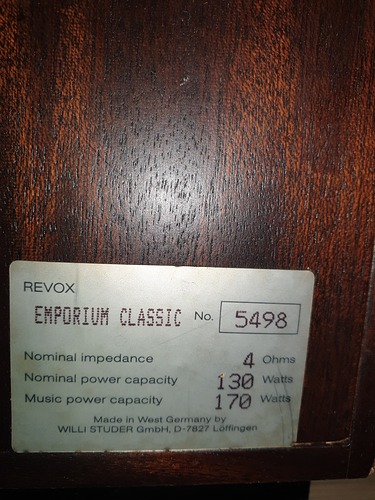 REVOX
EMPORIUM CLASSIC No. 5498
Nominal impedance 4 Ohms
Nominal power capacity 130 Watts
Music power capacity 170 Watts
Made in West Germany by
WILLI STUDER GmbH, D-7827 Löffingen